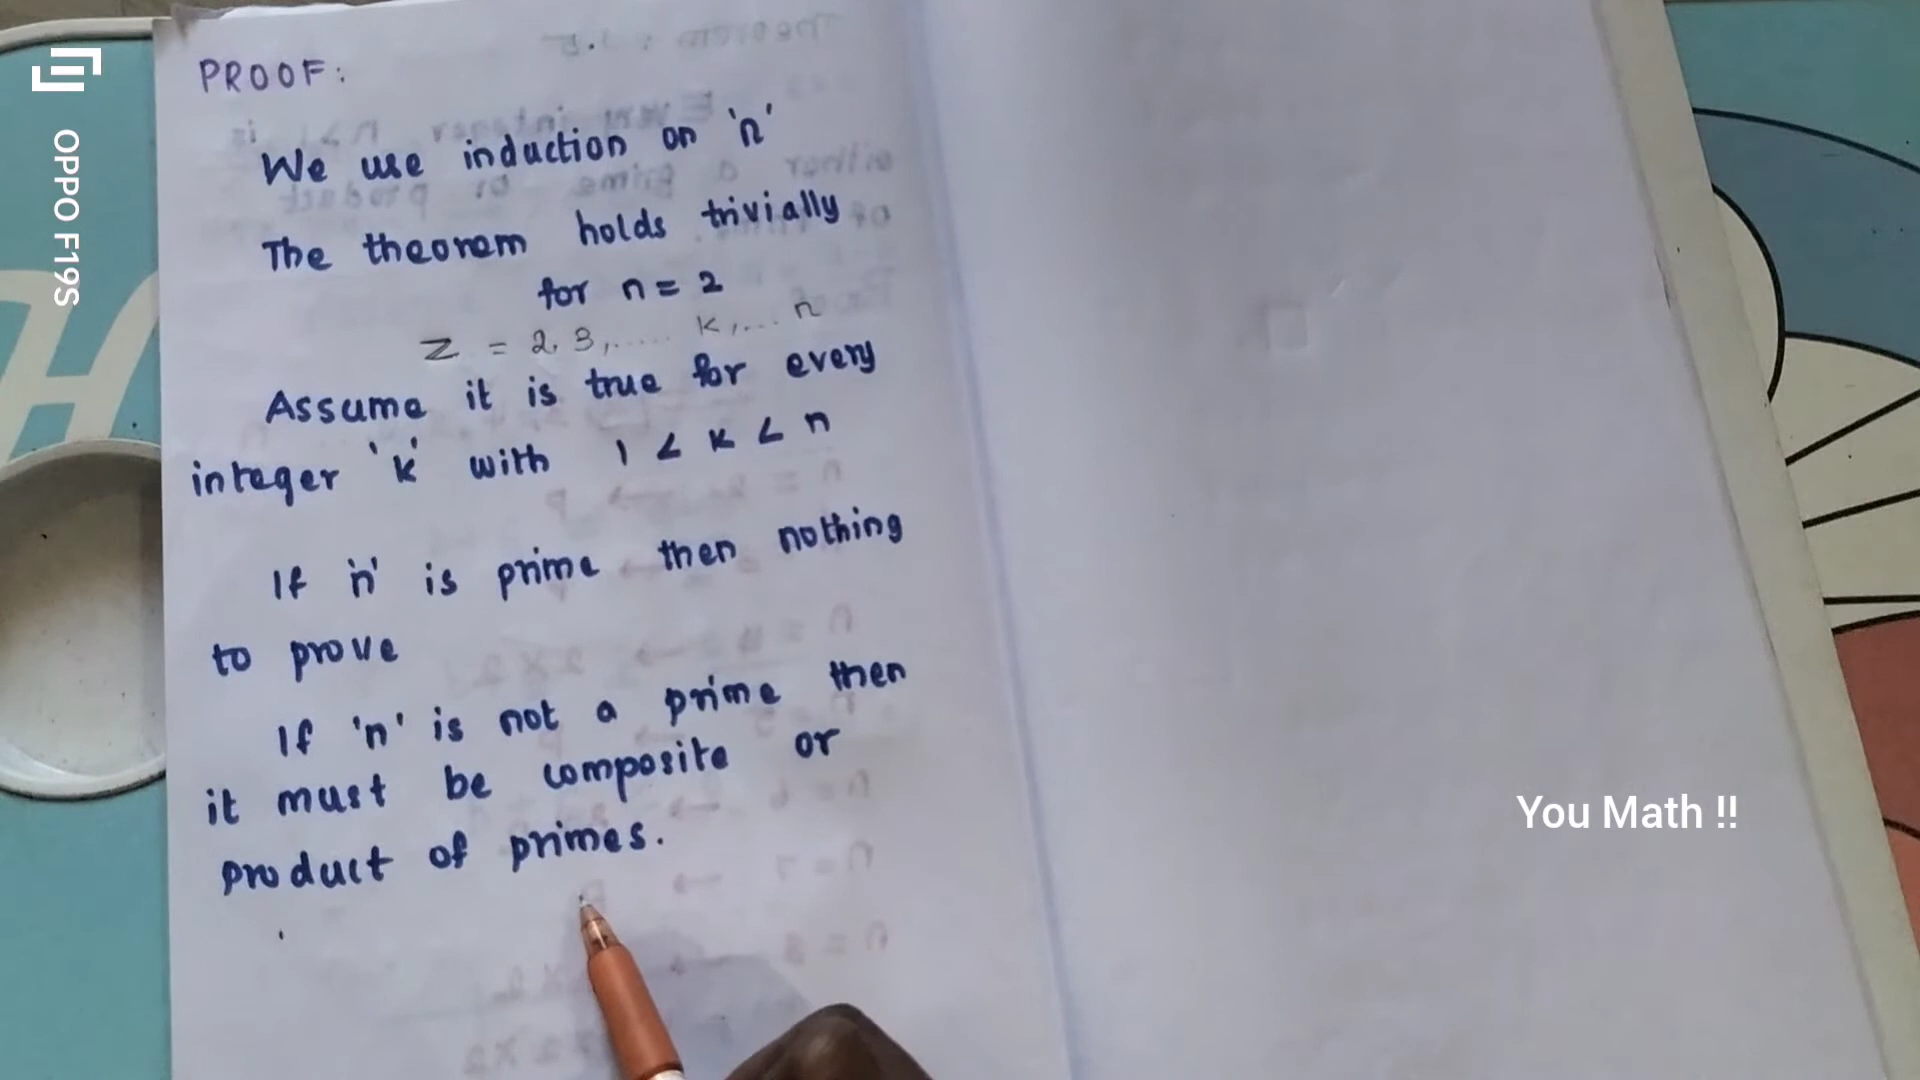 PROOF:
We use induction on 'n'
The theorem holds trivially
for n = 2
Z = 2, 3, ..... k, ... n
Assume it is true for every
integer 'k' with 1 < k < n
If 'n' is prime then nothing
to prove
If 'n' is not a prime then
it must be composite or
product of primes.
OPPO F19S
You Math !!